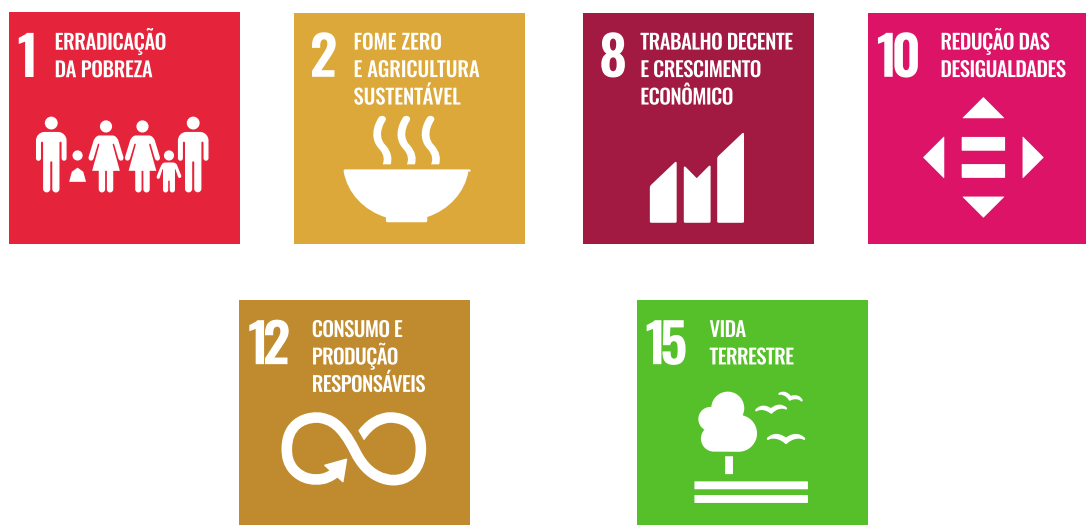 1 ERRADICAÇÃO
DA POBREZA
2 FOME ZERO
E AGRICULTURA
SUSTENTÁVEL
8 TRABALHO DECENTE
E CRESCIMENTO
ECONÔMICO
10 REDUÇÃO DAS
DESIGUALDADES
12 CONSUMO E
PRODUÇÃO
RESPONSÁVEIS
15 VIDA
TERRESTRE